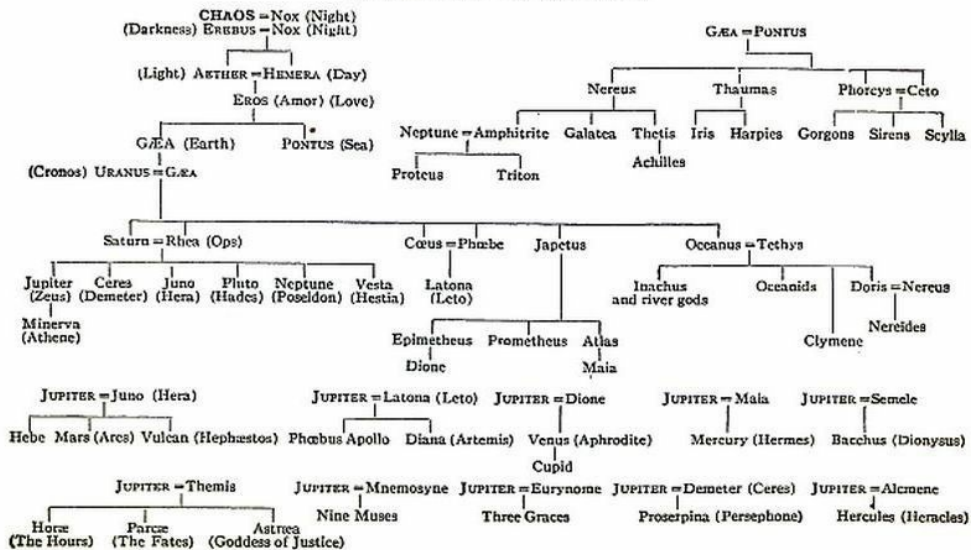 CHAOS = Nox (Night)
(Darkness) EREBUS = Nox (Night)
(Light) AETHER = HEMERA (Day)
EROS (Amor) (Love)
GÆA (Earth) PONTUS (Sea)
(Cronos) URANUS = GÆA
GÆA = PONTUS
Nereus Thaumas Phorcys = Ceto
Neptune = Amphitrite Galatea Thetis Iris Harpies Gorgons Sirens Scylla
Proteus Triton Achilles
Saturn = Rhea (Ops) Cœus = Phœbe Japetus Oceanus = Tethys
Jupiter Ceres Juno Pluto Neptune Vesta Latona Inachus Oceanids Doris = Nereus
(Zeus) (Demeter) (Hera) (Hades) (Poseidon) (Hestia) (Leto) and river gods
Minerva Nereides
(Athene) Epimetheus Prometheus Atlas Clymene
Dione Maia
JUPITER = Juno (Hera) JUPITER = Latona (Leto) JUPITER = Dione JUPITER = Maia JUPITER = Semele
Hebe Mars (Ares) Vulcan (Hephæstos) Phœbus Apollo Diana (Artemis) Venus (Aphrodite) Mercury (Hermes) Bacchus (Dionysus)
Cupid
JUPITER = Themis JUPITER = Mnemosyne JUPITER = Eurynome JUPITER = Demeter (Ceres) JUPITER = Alcmene
Nine Muses Three Graces Proserpina (Persephone) Hercules (Heracles)
Horæ Parcæ Astræa
(The Hours) (The Fates) (Goddess of Justice)